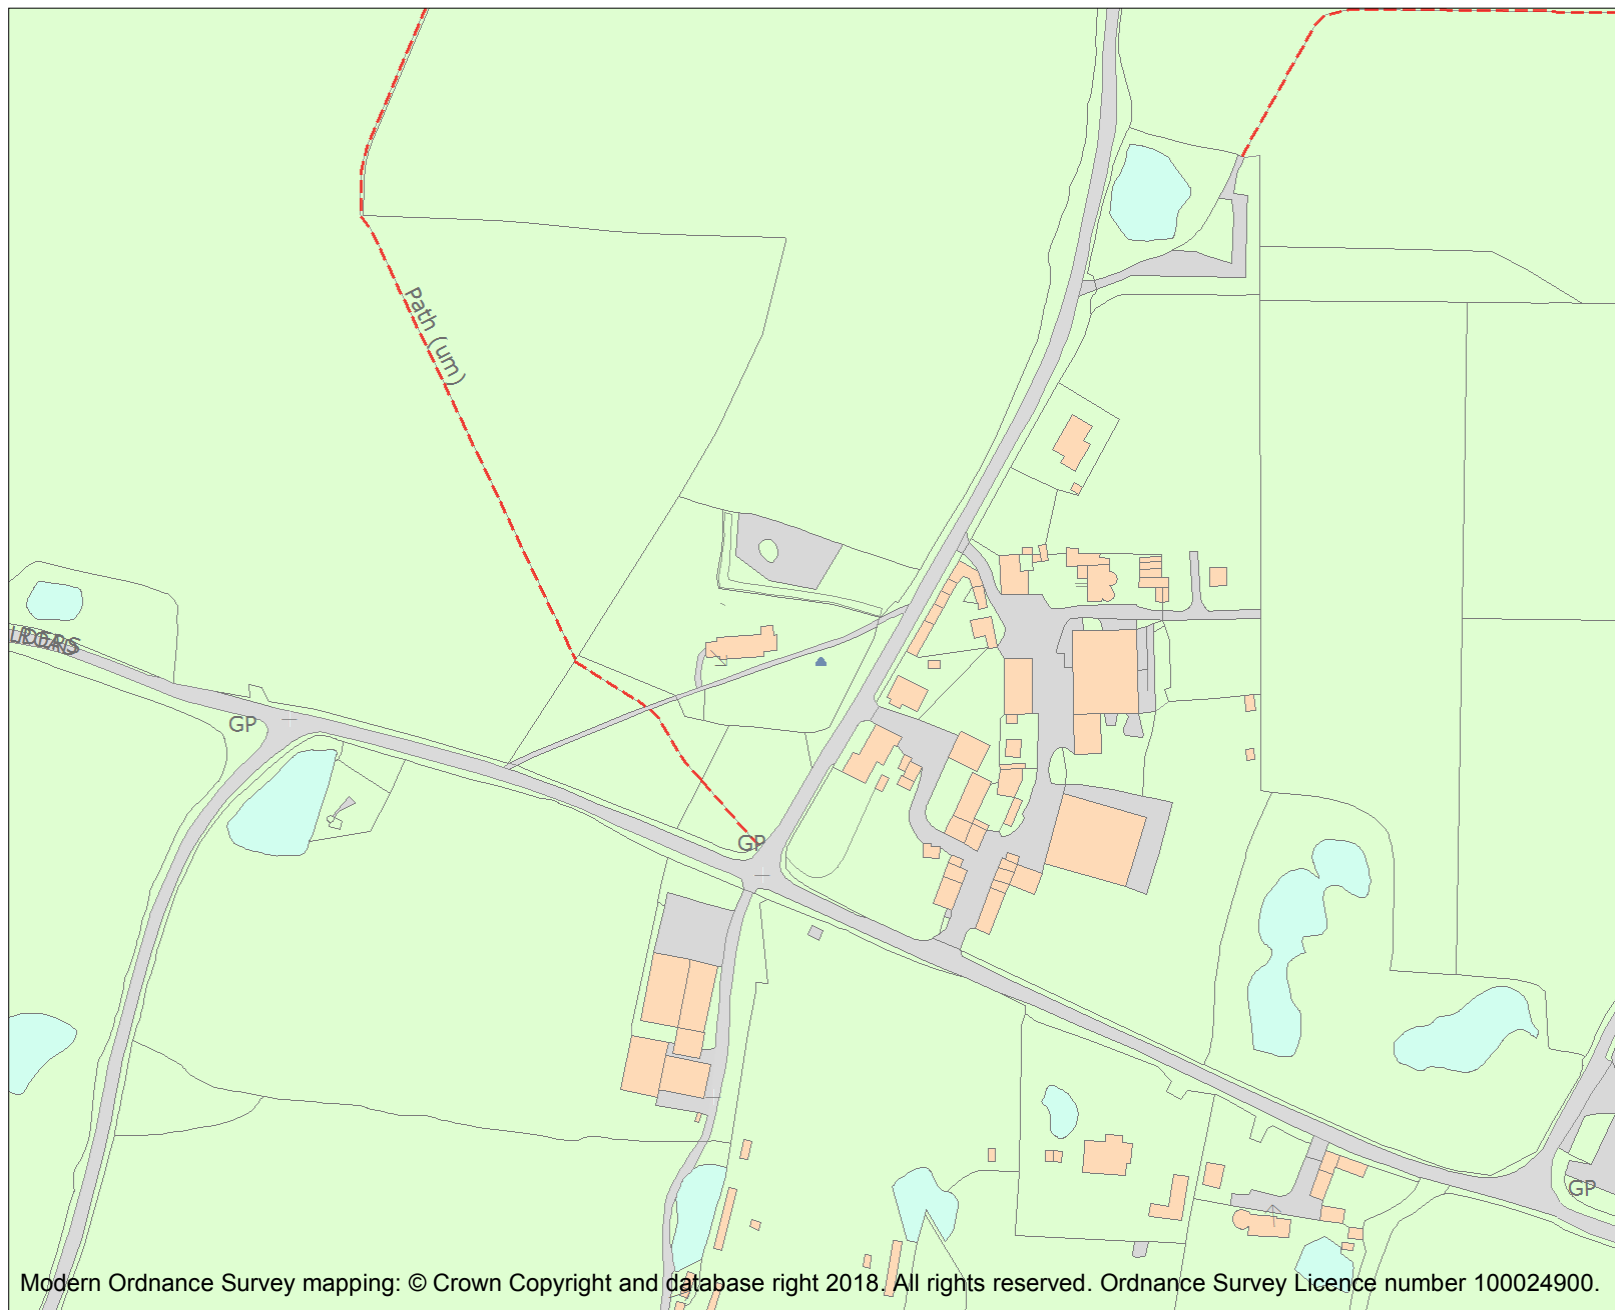 Path (um)
GP
GP
GP
Modern Ordnance Survey mapping: © Crown Copyright and database right 2018. All rights reserved. Ordnance Survey Licence number 100024900.